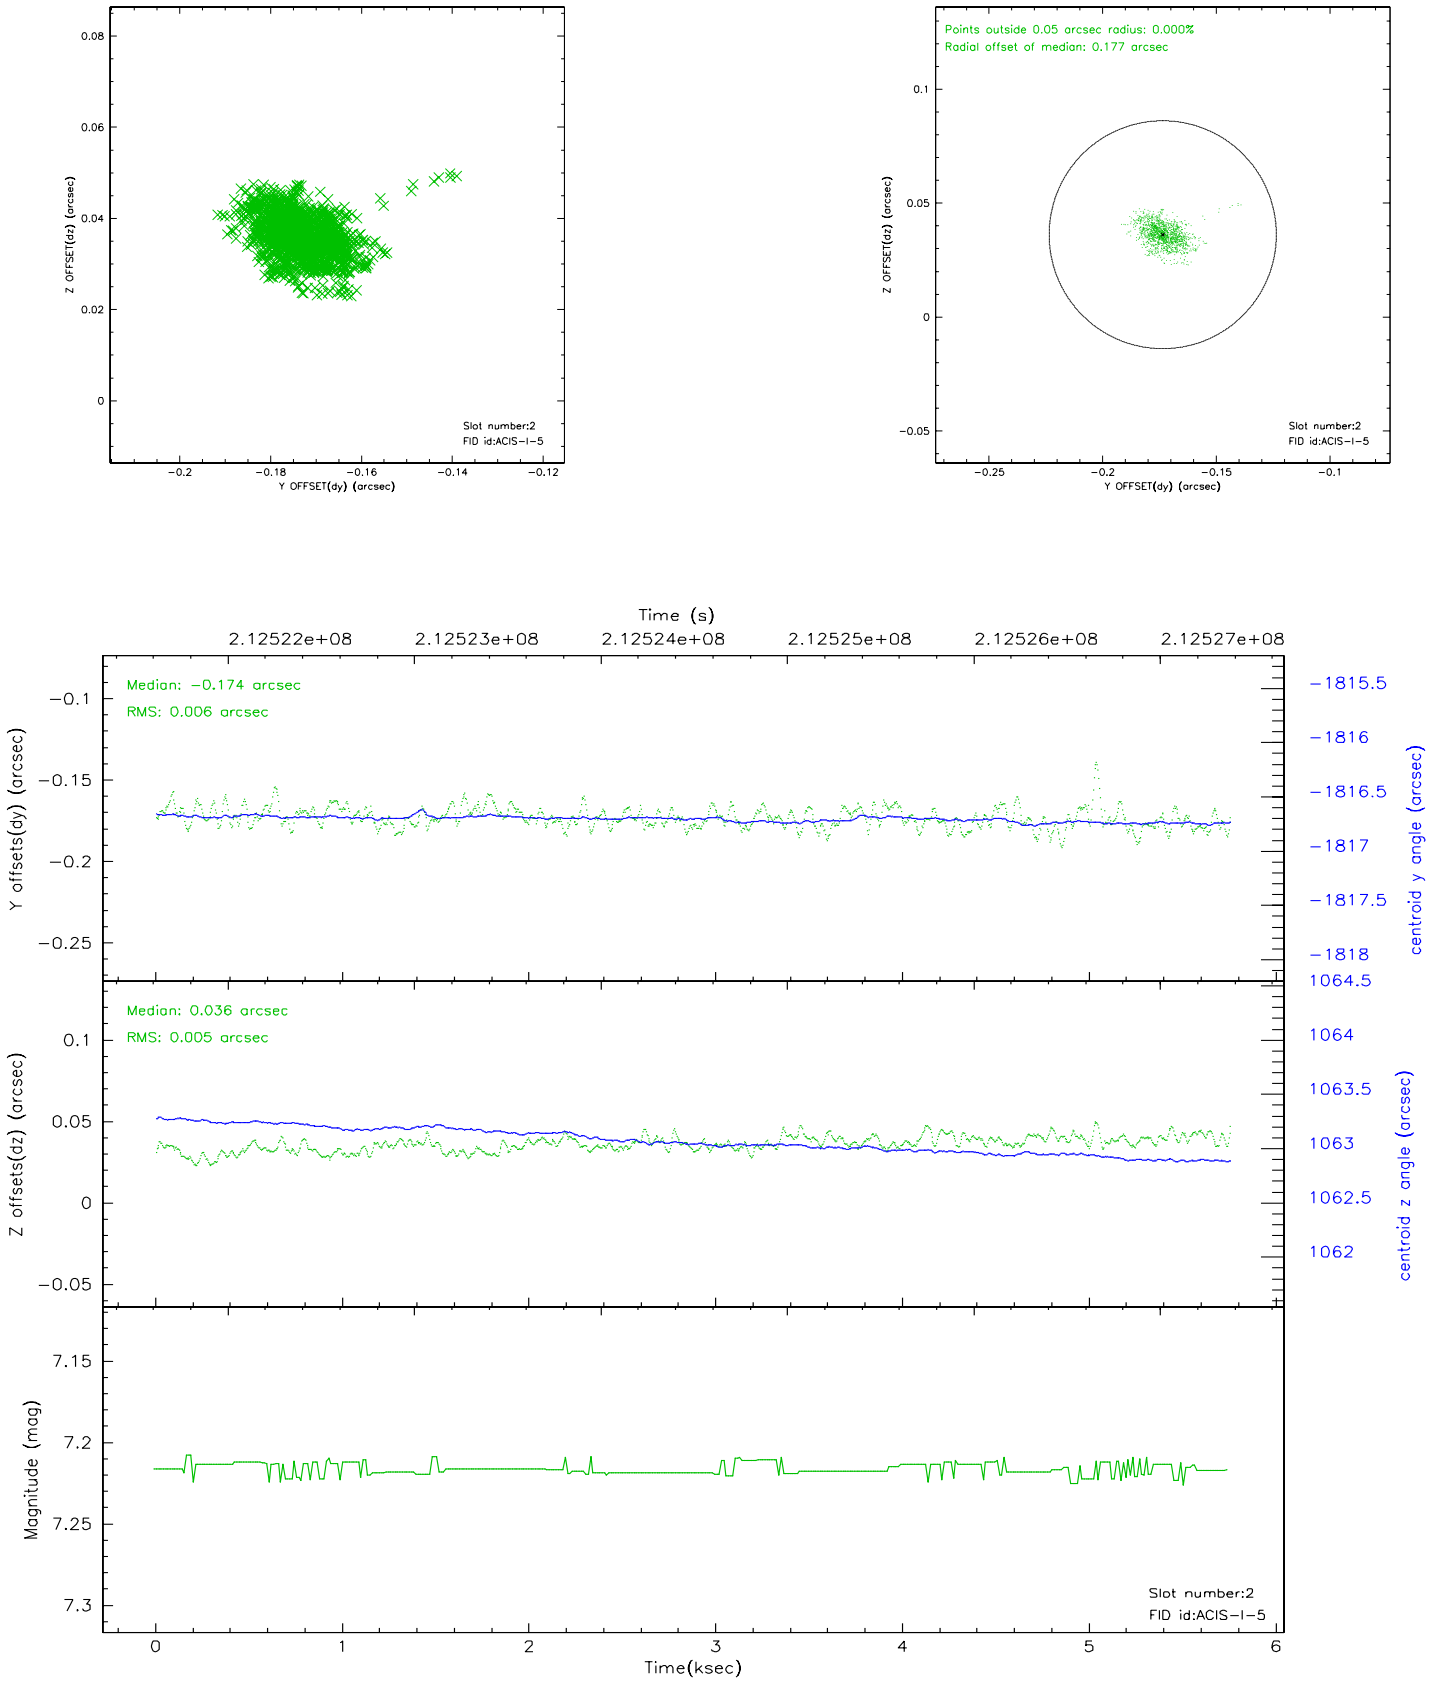 0.08
0.06
0.04
0.02
0
Z OFFSET(dz) (arcsec)
Slot number:2
FID id:ACIS-I-5
-0.2 -0.18 -0.16 -0.14 -0.12
Y OFFSET(dy) (arcsec)
Points outside 0.05 arcsec radius: 0.000%
Radial offset of median: 0.177 arcsec
0.1
0.05
0
-0.05
Z OFFSET(dz) (arcsec)
Slot number:2
FID id:ACIS-I-5
-0.25 -0.2 -0.15 -0.1
Y OFFSET(dy) (arcsec)
Time (s)
2.12522e+08 2.12523e+08 2.12524e+08 2.12525e+08 2.12526e+08 2.12527e+08
Median: -0.174 arcsec
RMS: 0.006 arcsec
-0.1
-0.15
-0.2
-0.25
Y offsets(dy) (arcsec)
-1815.5
-1816
-1816.5
-1817
-1817.5
-1818
centroid y angle (arcsec)
Median: 0.036 arcsec
RMS: 0.005 arcsec
0.1
0.05
0
-0.05
Z offsets(dz) (arcsec)
1064.5
1064
1063.5
1063
1062.5
1062
centroid z angle (arcsec)
7.15
7.2
7.25
7.3
Magnitude (mag)
Slot number:2
FID id:ACIS-I-5
0 1 2 3 4 5 6
Time(ksec)